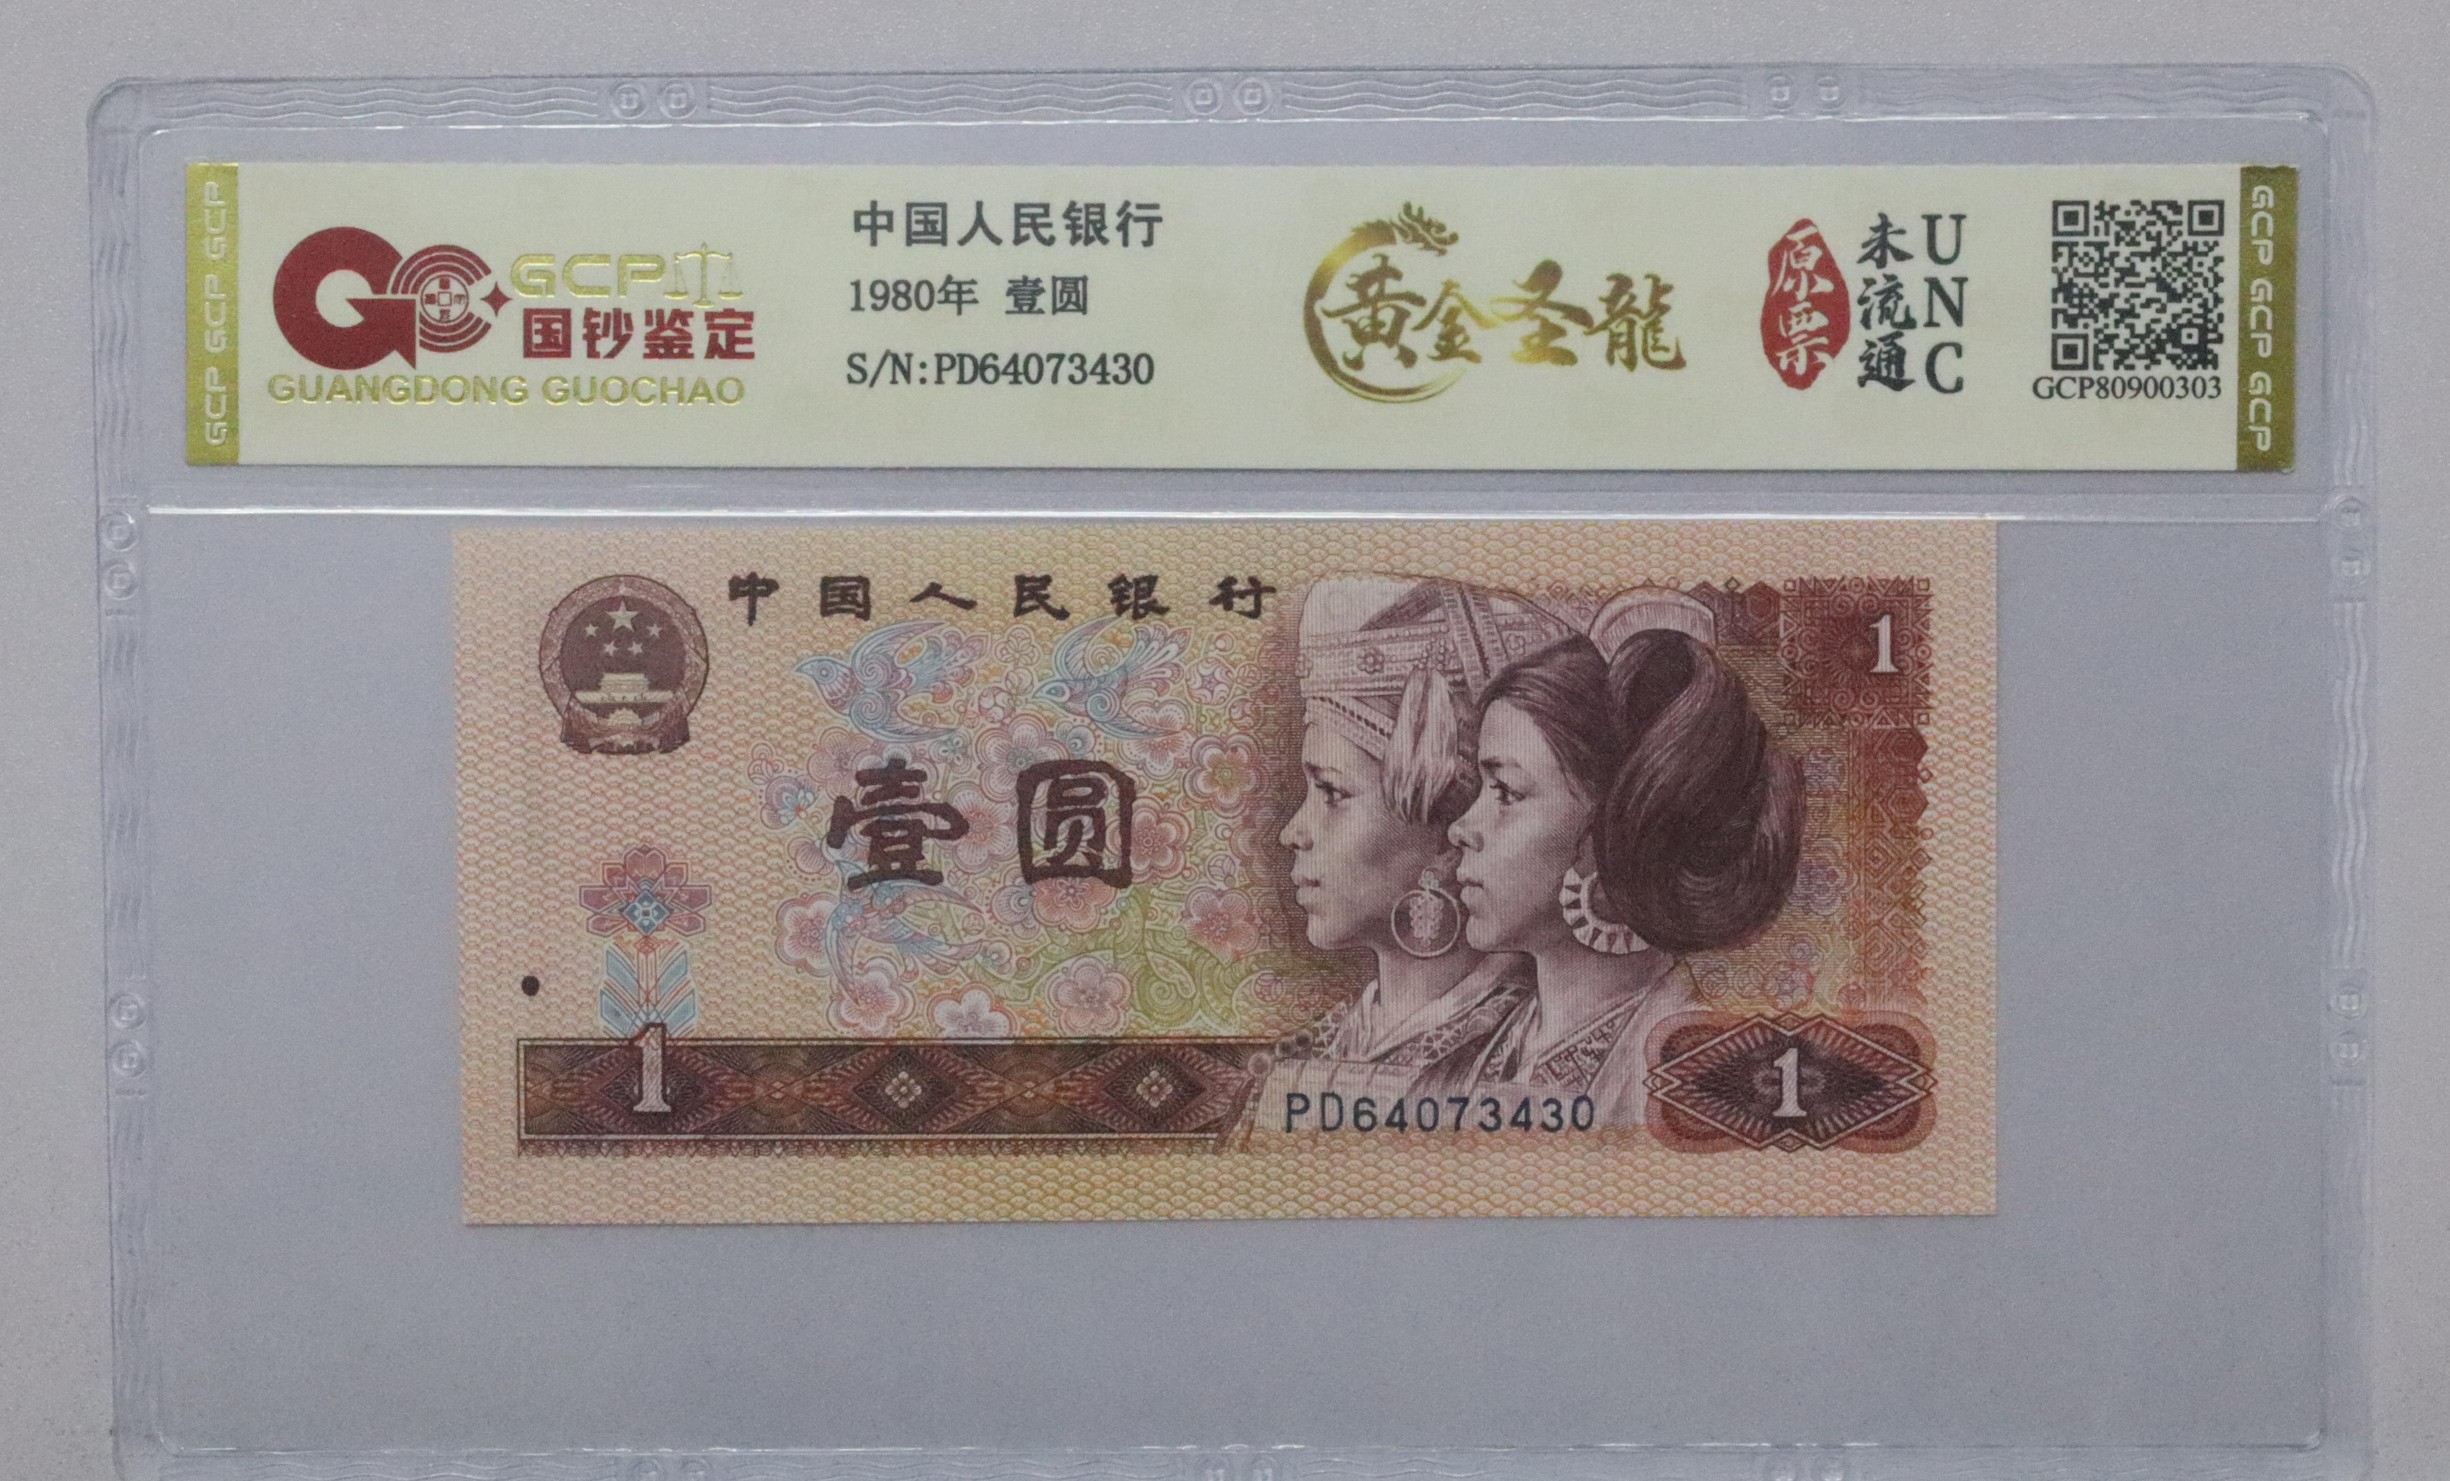 GCP GCP GCP
GCP
国钞鉴定
GUANGDONG GUOCHAO
中国人民银行
1980年 壹圆
S/N:PD64073430
黄金圣龍
原票
未流通
UNC
GCP80900303
GCP GCP GCP
中国人民银行
1
壹圆
1
PD64073430
1